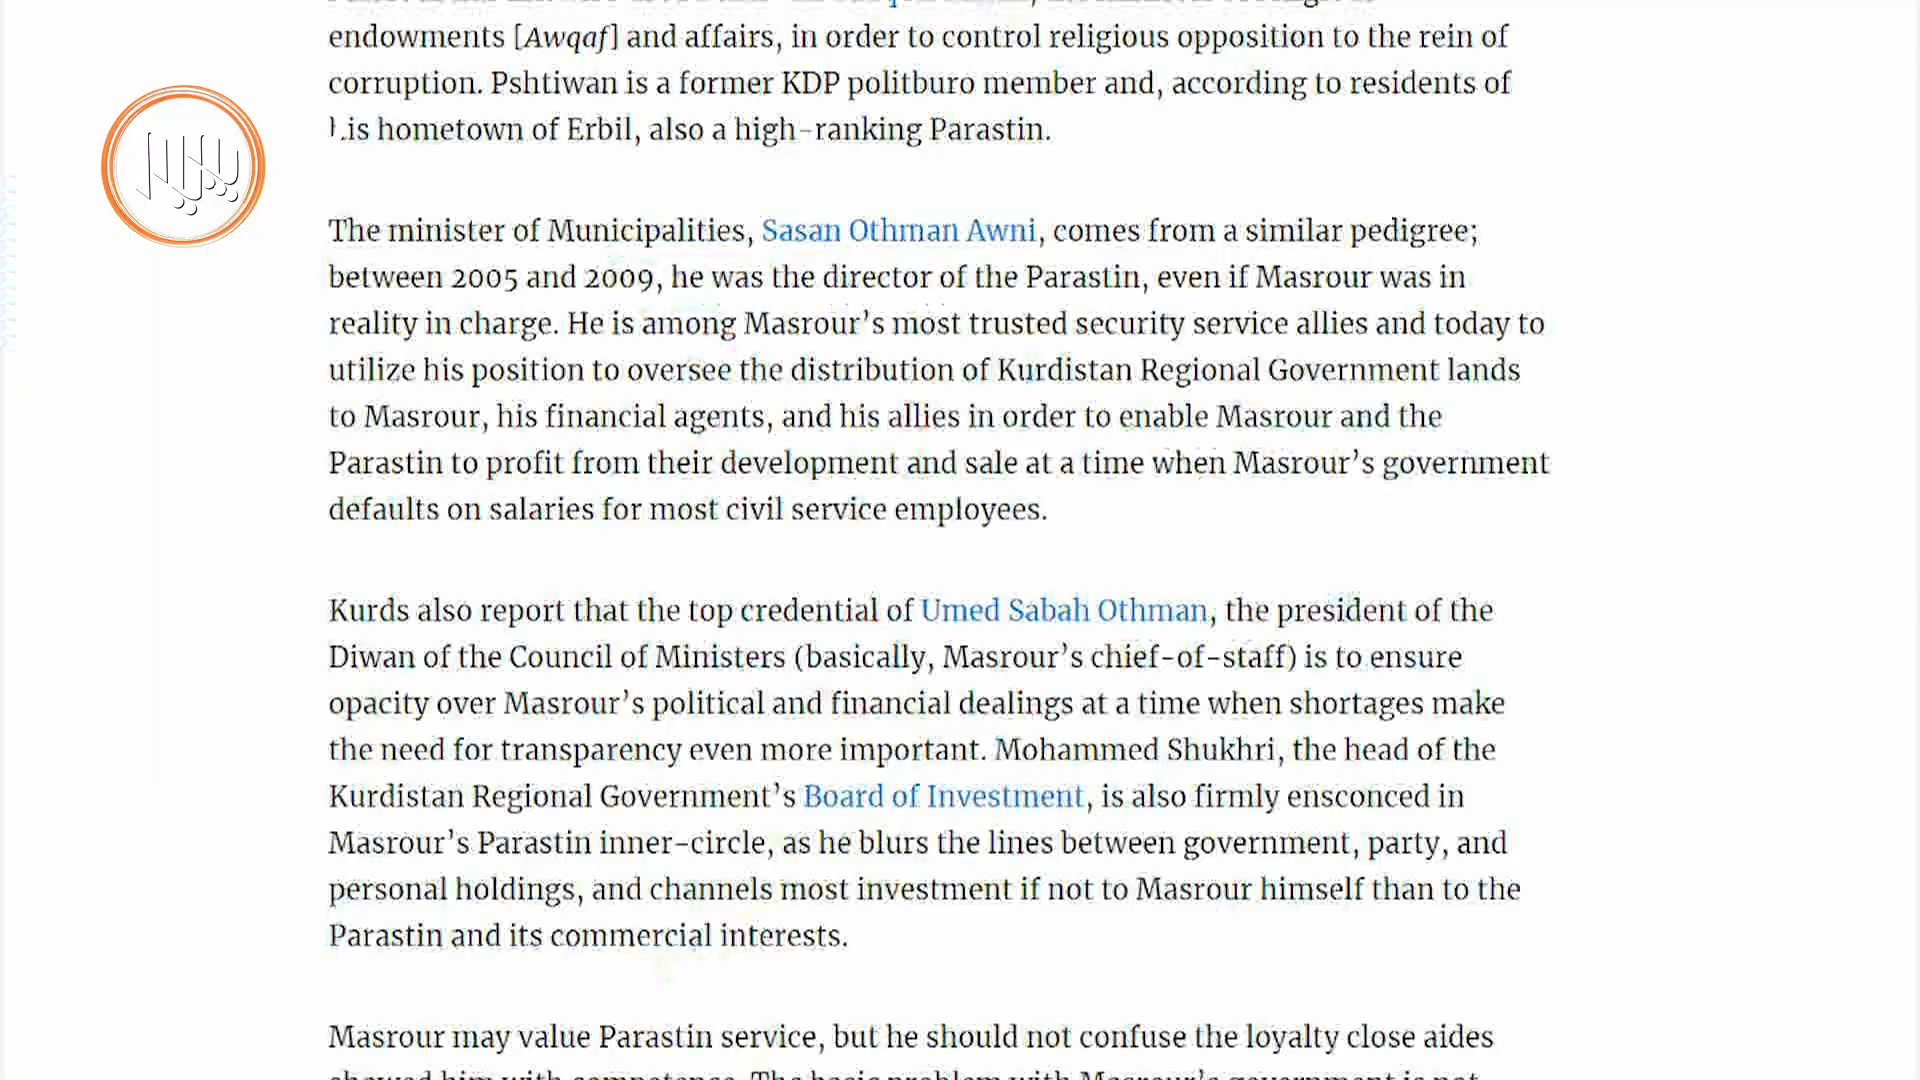 endowments [Awqaf] and affairs, in order to control religious opposition to the rein of
corruption. Pshtiwan is a former KDP politburo member and, according to residents of
his hometown of Erbil, also a high-ranking Parastin.
The minister of Municipalities, Sasan Othman Awni, comes from a similar pedigree;
between 2005 and 2009, he was the director of the Parastin, even if Masrour was in
reality in charge. He is among Masrour’s most trusted security service allies and today to
utilize his position to oversee the distribution of Kurdistan Regional Government lands
to Masrour, his financial agents, and his allies in order to enable Masrour and the
Parastin to profit from their development and sale at a time when Masrour’s government
defaults on salaries for most civil service employees.
Kurds also report that the top credential of Umed Sabah Othman, the president of the
Diwan of the Council of Ministers (basically, Masrour’s chief-of-staff) is to ensure
opacity over Masrour’s political and financial dealings at a time when shortages make
the need for transparency even more important. Mohammed Shukhri, the head of the
Kurdistan Regional Government’s Board of Investment, is also firmly ensconced in
Masrour’s Parastin inner-circle, as he blurs the lines between government, party, and
personal holdings, and channels most investment if not to Masrour himself than to the
Parastin and its commercial interests.
Masrour may value Parastin service, but he should not confuse the loyalty close aides